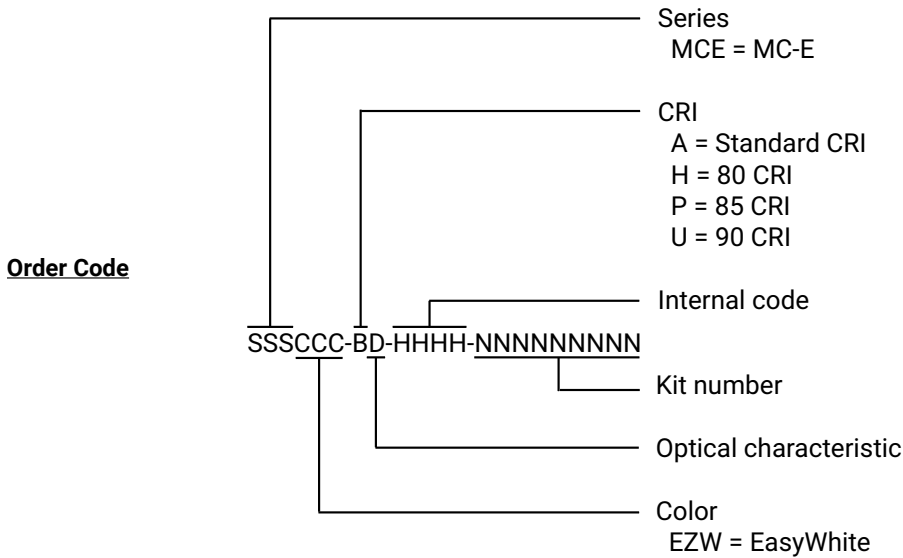 Series
MCE = MC-E
CRI
A = Standard CRI
H = 80 CRI
P = 85 CRI
U = 90 CRI
Order Code
Internal code
SSSCCC-BD-HHHH-NNNNNNNNN
Kit number
Optical characteristic
Color
EZW = EasyWhite